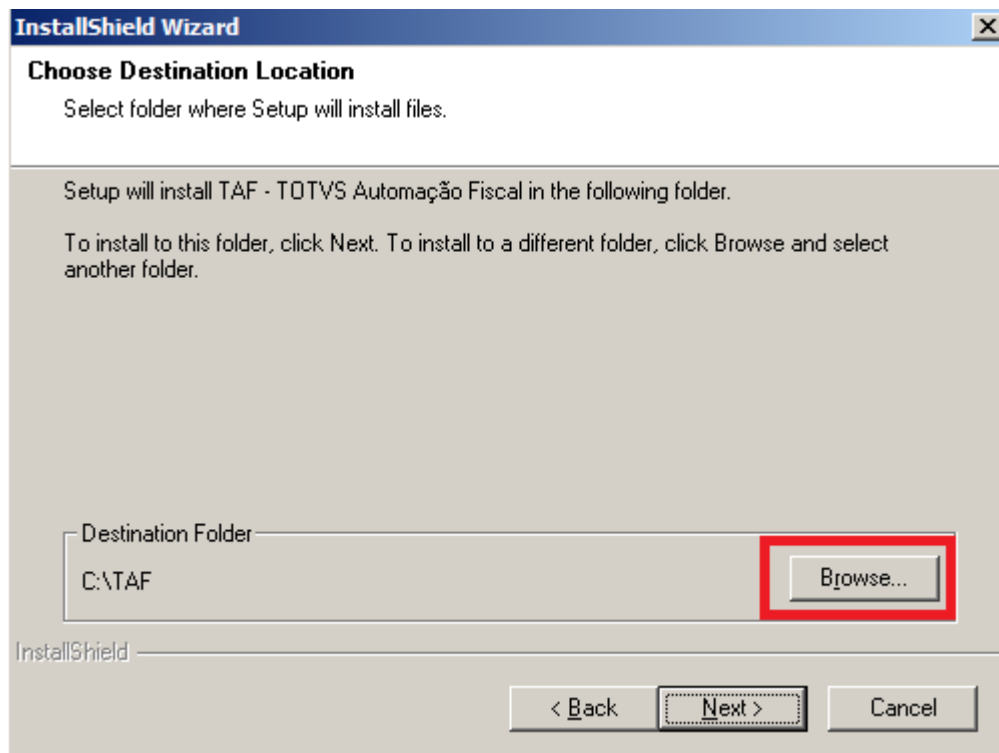 InstallShield Wizard
Choose Destination Location
Select folder where Setup will install files.
Setup will install TAF - TOTVS Automação Fiscal in the following folder.
To install to this folder, click Next. To install to a different folder, click Browse and select
another folder.
Destination Folder
C:\TAF
Browse...
InstallShield
< Back
Next >
Cancel